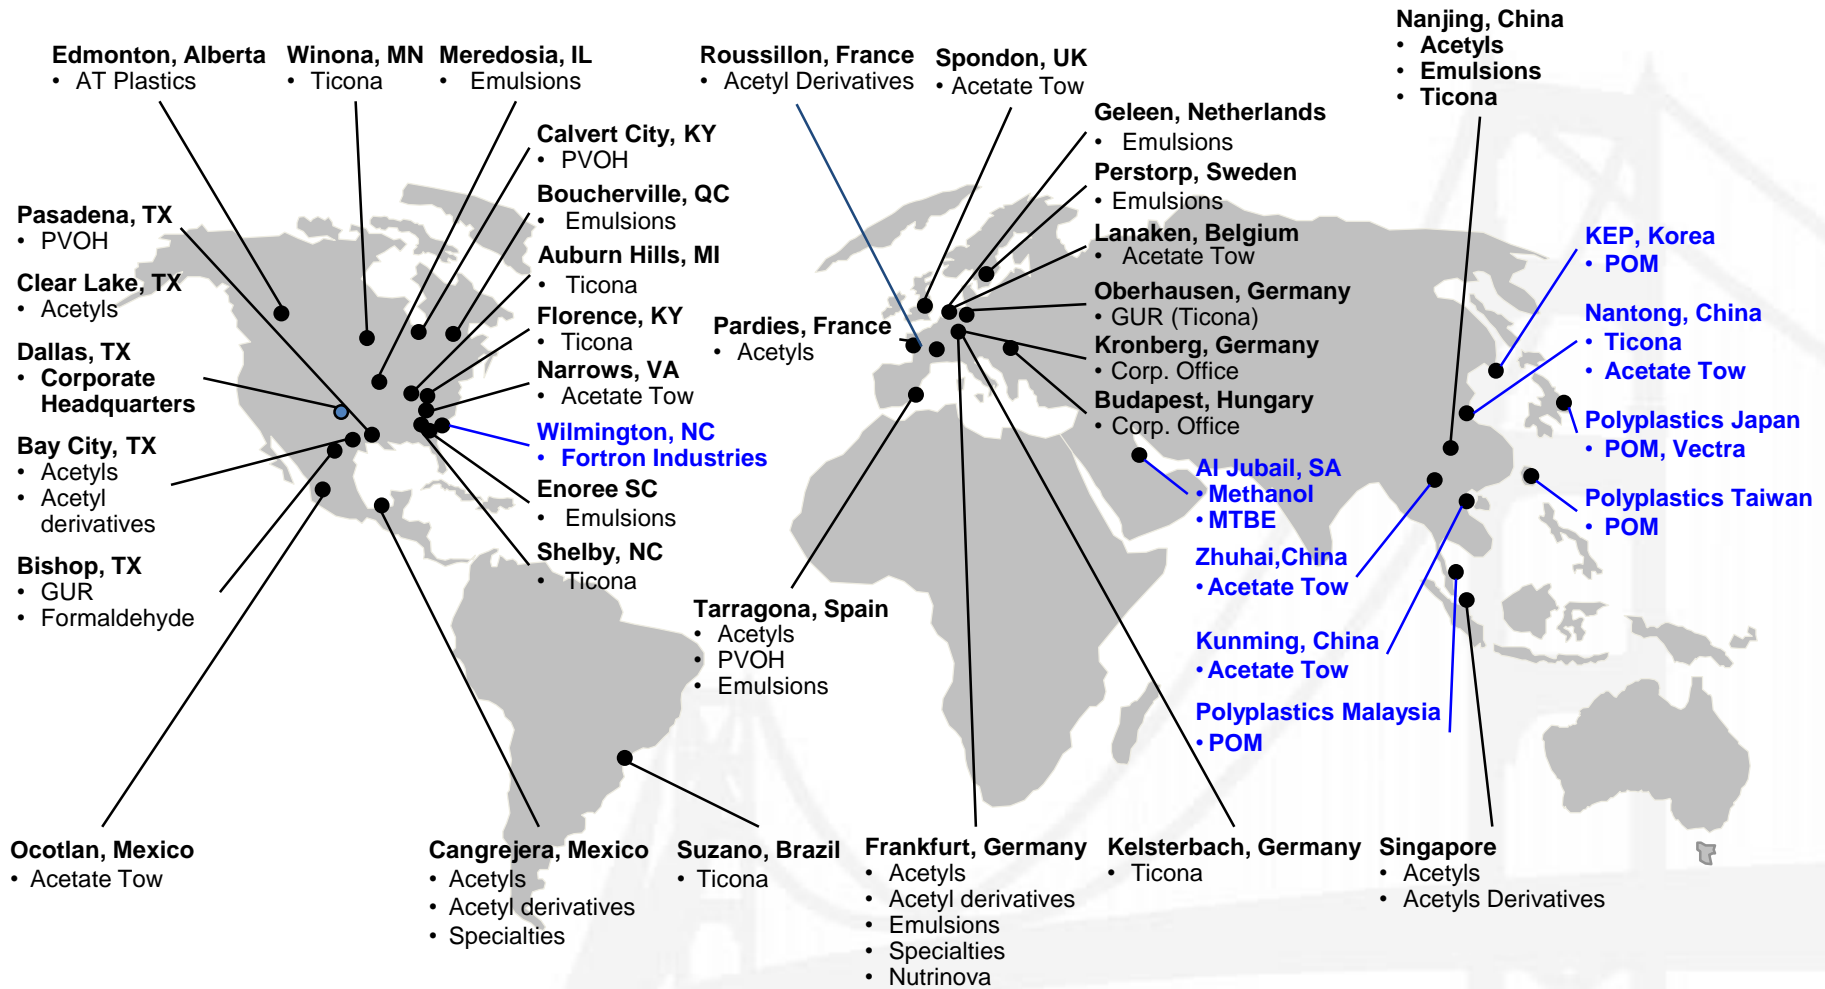 Edmonton, Alberta
• AT Plastics
Winona, MN
• Ticona
Meredosia, IL
• Emulsions
Roussillon, France
• Acetyl Derivatives
Spondon, UK
• Acetate Tow
Nanjing, China
• Acetyls
• Emulsions
• Ticona
Calvert City, KY
• PVOH
Boucherville, QC
• Emulsions
Auburn Hills, MI
• Ticona
Florence, KY
• Ticona
Narrows, VA
• Acetate Tow
Wilmington, NC
• Fortron Industries
Enoree SC
• Emulsions
Shelby, NC
• Ticona
Pasadena, TX
• PVOH
Clear Lake, TX
• Acetyls
Dallas, TX
• Corporate
Headquarters
Bay City, TX
• Acetyls
• Acetyl
derivatives
Bishop, TX
• GUR
• Formaldehyde
Geleen, Netherlands
• Emulsions
Perstorp, Sweden
• Emulsions
Lanaken, Belgium
• Acetate Tow
Oberhausen, Germany
• GUR (Ticona)
Kronberg, Germany
• Corp. Office
Budapest, Hungary
• Corp. Office
Pardies, France
• Acetyls
Tarragona, Spain
• Acetyls
• PVOH
• Emulsions
Al Jubail, SA
• Methanol
• MTBE
Zhuhai,China
• Acetate Tow
Kunming, China
• Acetate Tow
Polyplastics Malaysia
• POM
KEP, Korea
• POM
Nantong, China
• Ticona
• Acetate Tow
Polyplastics Japan
• POM, Vectra
Polyplastics Taiwan
• POM
Ocotlan, Mexico
• Acetate Tow
Cangrejera, Mexico
• Acetyls
• Acetyl derivatives
• Specialties
Suzano, Brazil
• Ticona
Frankfurt, Germany
• Acetyls
• Acetyl derivatives
• Emulsions
• Specialties
• Nutrinova
Kelsterbach, Germany
• Ticona
Singapore
• Acetyls
• Acetyls Derivatives